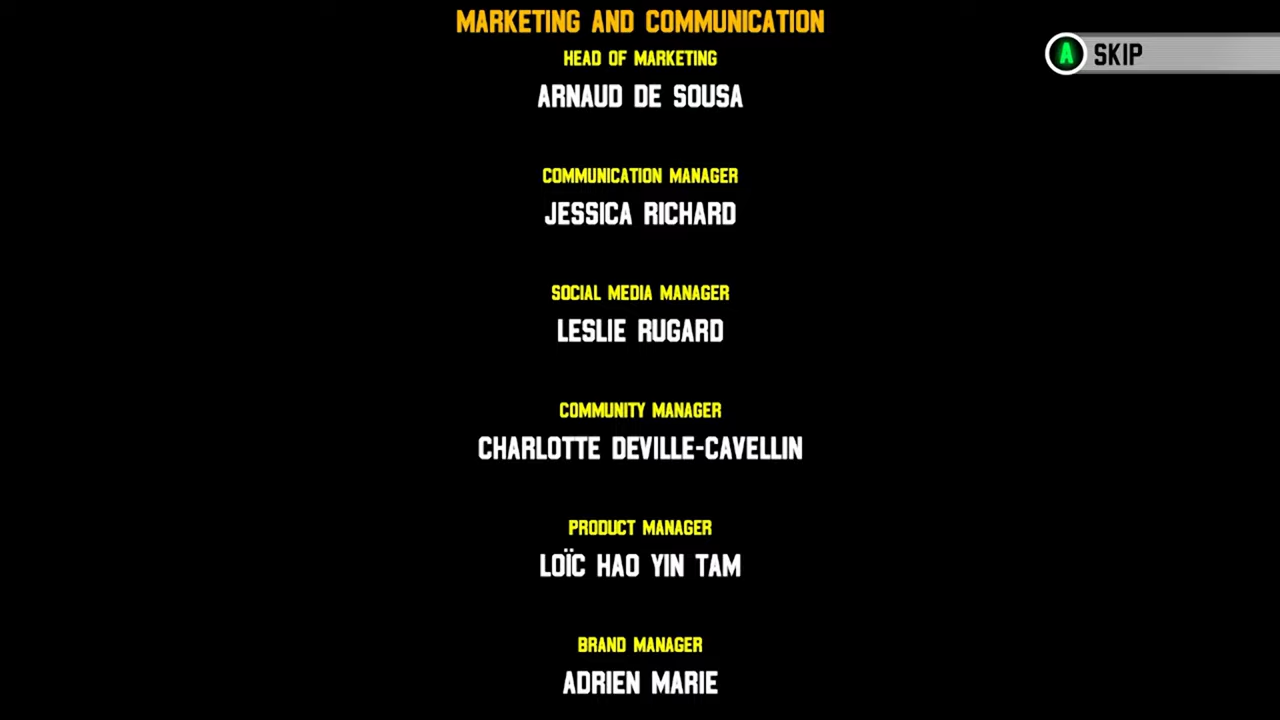 MARKETING AND COMMUNICATION
A SKIP
HEAD OF MARKETING
ARNAUD DE SOUSA
COMMUNICATION MANAGER
JESSICA RICHARD
SOCIAL MEDIA MANAGER
LESLIE RUGARD
COMMUNITY MANAGER
CHARLOTTE DEVILLE-CAVELLIN
PRODUCT MANAGER
LOÏC HAO YIN TAM
BRAND MANAGER
ADRIEN MARIE